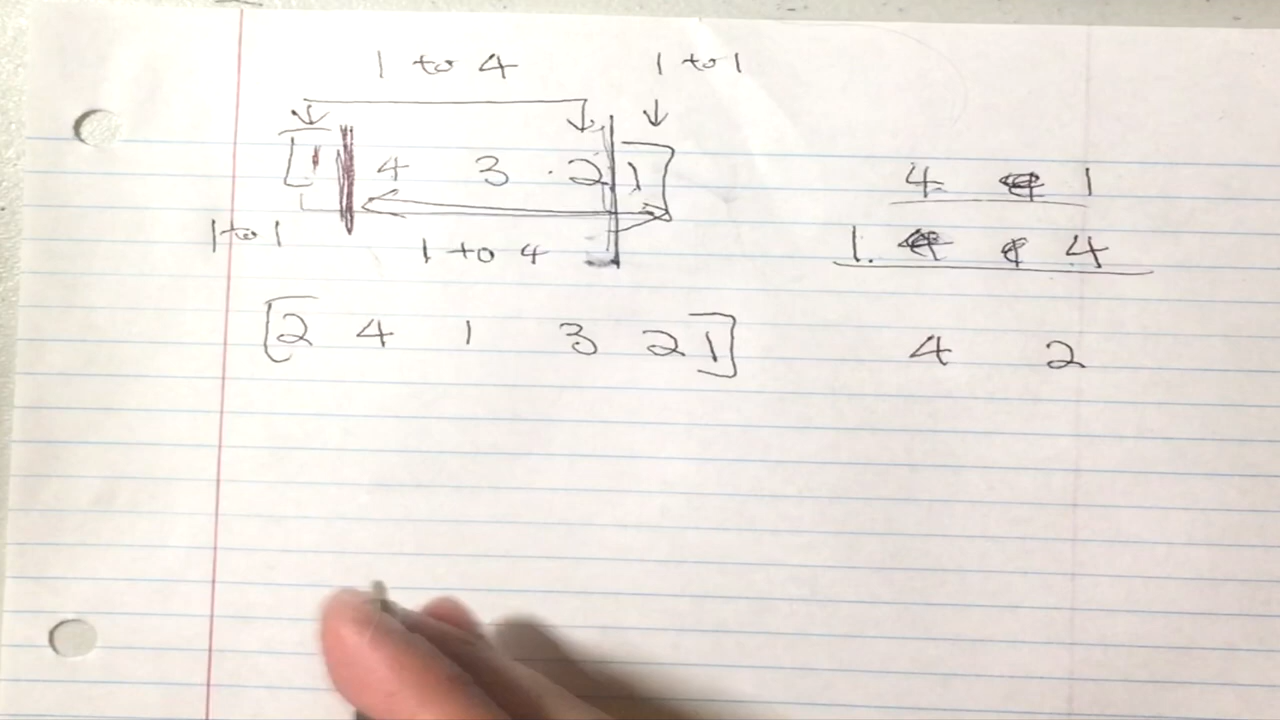 1 to 4 1 to 1
[1 4 3 2 1] 4 1
1 to 1 1 to 4 1. 4
[2 4 1 3 2 1] 4 2